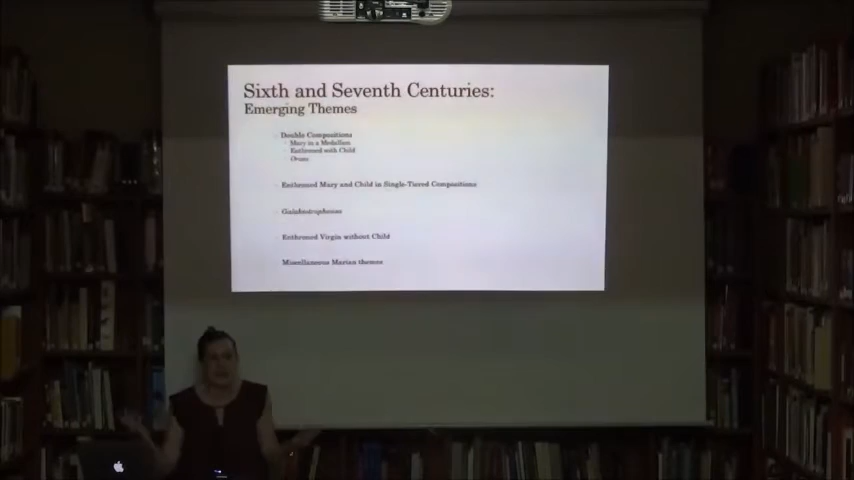 Sixth and Seventh Centuries:
Emerging Themes
Double Compositions
Mary in a Medallion
Enthroned with Child
Orans
Enthroned Mary and Child in Single-Tiered Compositions
Galaktotrophousa
Enthroned Virgin without Child
Miscellaneous Marian themes